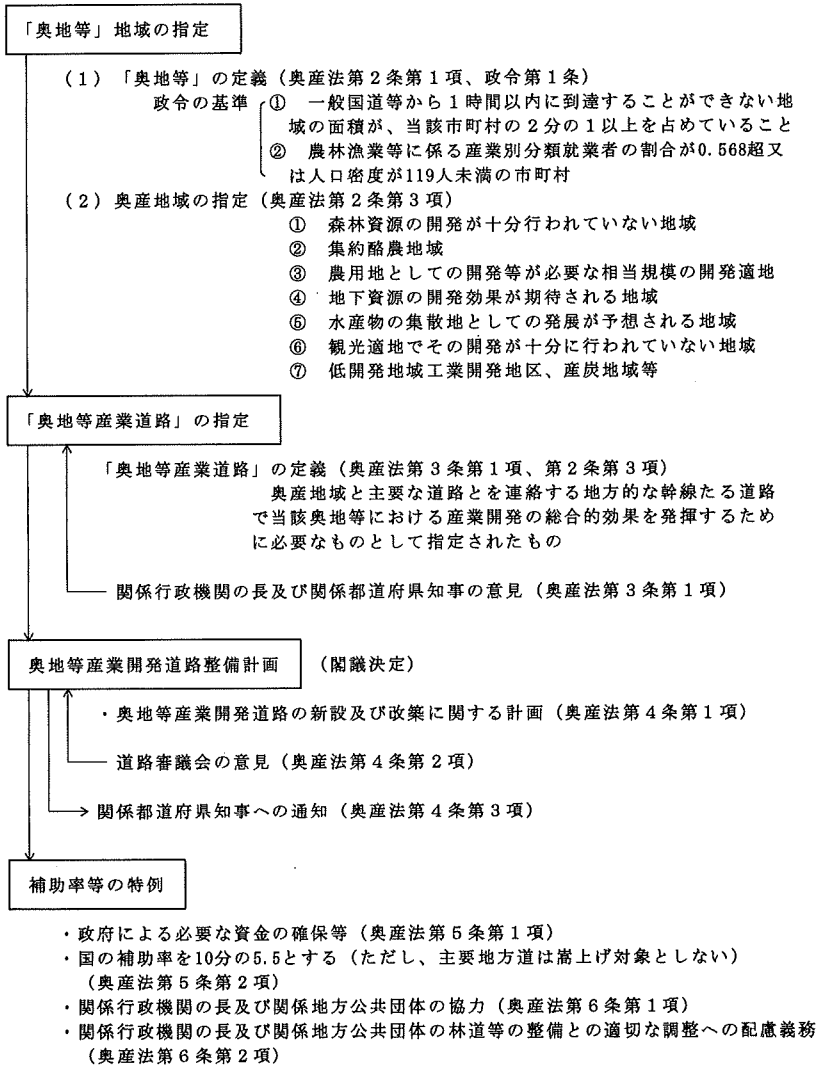 「奥地等」地域の指定
(1) 「奥地等」の定義(奥産法第2条第1項、政令第1条)
政令の基準 ① 一般国道等から1時間以内に到達することができない地
域の面積が、当該市町村の2分の1以上を占めていること
② 農林漁業等に係る産業別分類就業者の割合が0.568超又
は人口密度が119人未満の市町村
(2) 奥産地域の指定(奥産法第2条第3項)
① 森林資源の開発が十分行われていない地域
② 集約酪農地域
③ 農用地としての開発等が必要な相当規模の開発適地
④ 地下資源の開発効果が期待される地域
⑤ 水産物の集散地としての発展が予想される地域
⑥ 観光適地でその開発が十分に行われていない地域
⑦ 低開発地域工業開発地区、産炭地域等
「奥地等産業道路」の指定
「奥地等産業道路」の定義(奥産法第3条第1項、第2条第3項)
奥産地域と主要な道路とを連絡する地方的な幹線たる道路
で当該奥地等における産業開発の総合的効果を発揮するため
に必要なものとして指定されたもの
関係行政機関の長及び関係都道府県知事の意見(奥産法第3条第1項)
奥地等産業開発道路整備計画 (閣議決定)
・奥地等産業開発道路の新設及び改築に関する計画(奥産法第4条第1項)
道路審議会の意見(奥産法第4条第2項)
関係都道府県知事への通知(奥産法第4条第3項)
補助率等の特例
・政府による必要な資金の確保等(奥産法第5条第1項)
・国の補助率を10分の5.5とする(ただし、主要地方道は嵩上げ対象としない)
(奥産法第5条第2項)
・関係行政機関の長及び関係地方公共団体の協力(奥産法第6条第1項)
・関係行政機関の長及び関係地方公共団体の林道等の整備との適切な調整への配慮義務
(奥産法第6条第2項)